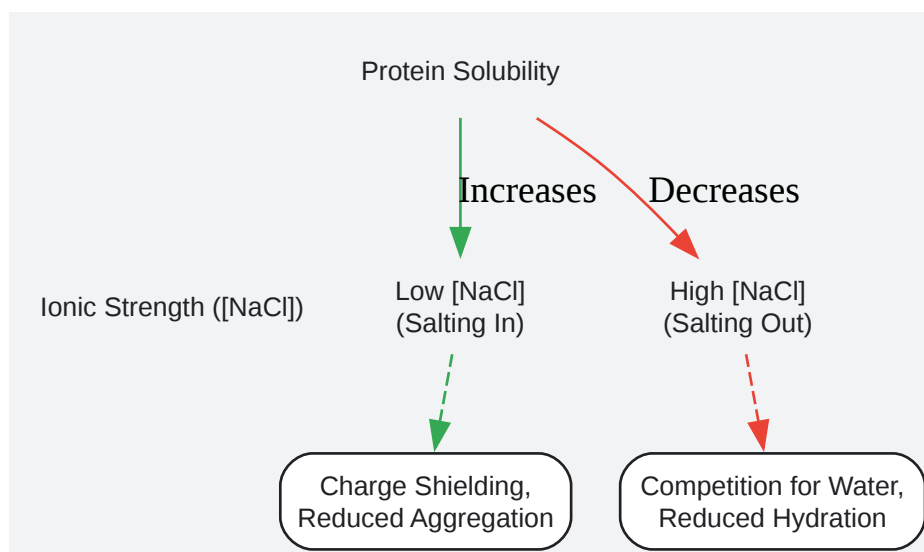 Protein Solubility
Increases
Decreases
Ionic Strength ([NaCl])
Low [NaCl]
(Salting In)
High [NaCl]
(Salting Out)
Charge Shielding,
Reduced Aggregation
Competition for Water,
Reduced Hydration